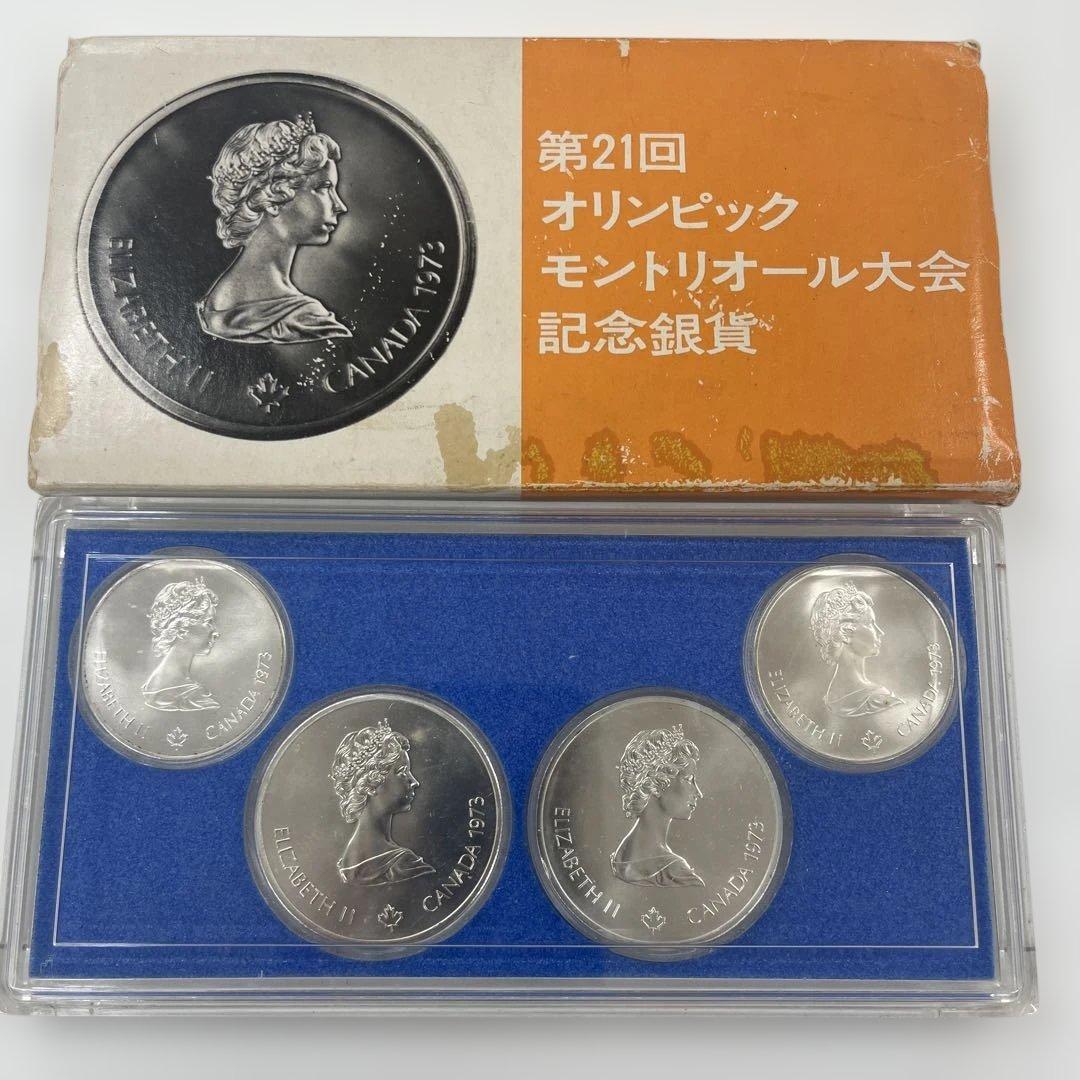 第21回
オリンピック
モントリオール大会
記念銀貨
ELIZABETH II CANADA 1973
ELIZABETH II CANADA 1973
ELIZABETH II CANADA 1973
ELIZABETH II CANADA 1973
ELIZABETH II CANADA 1973